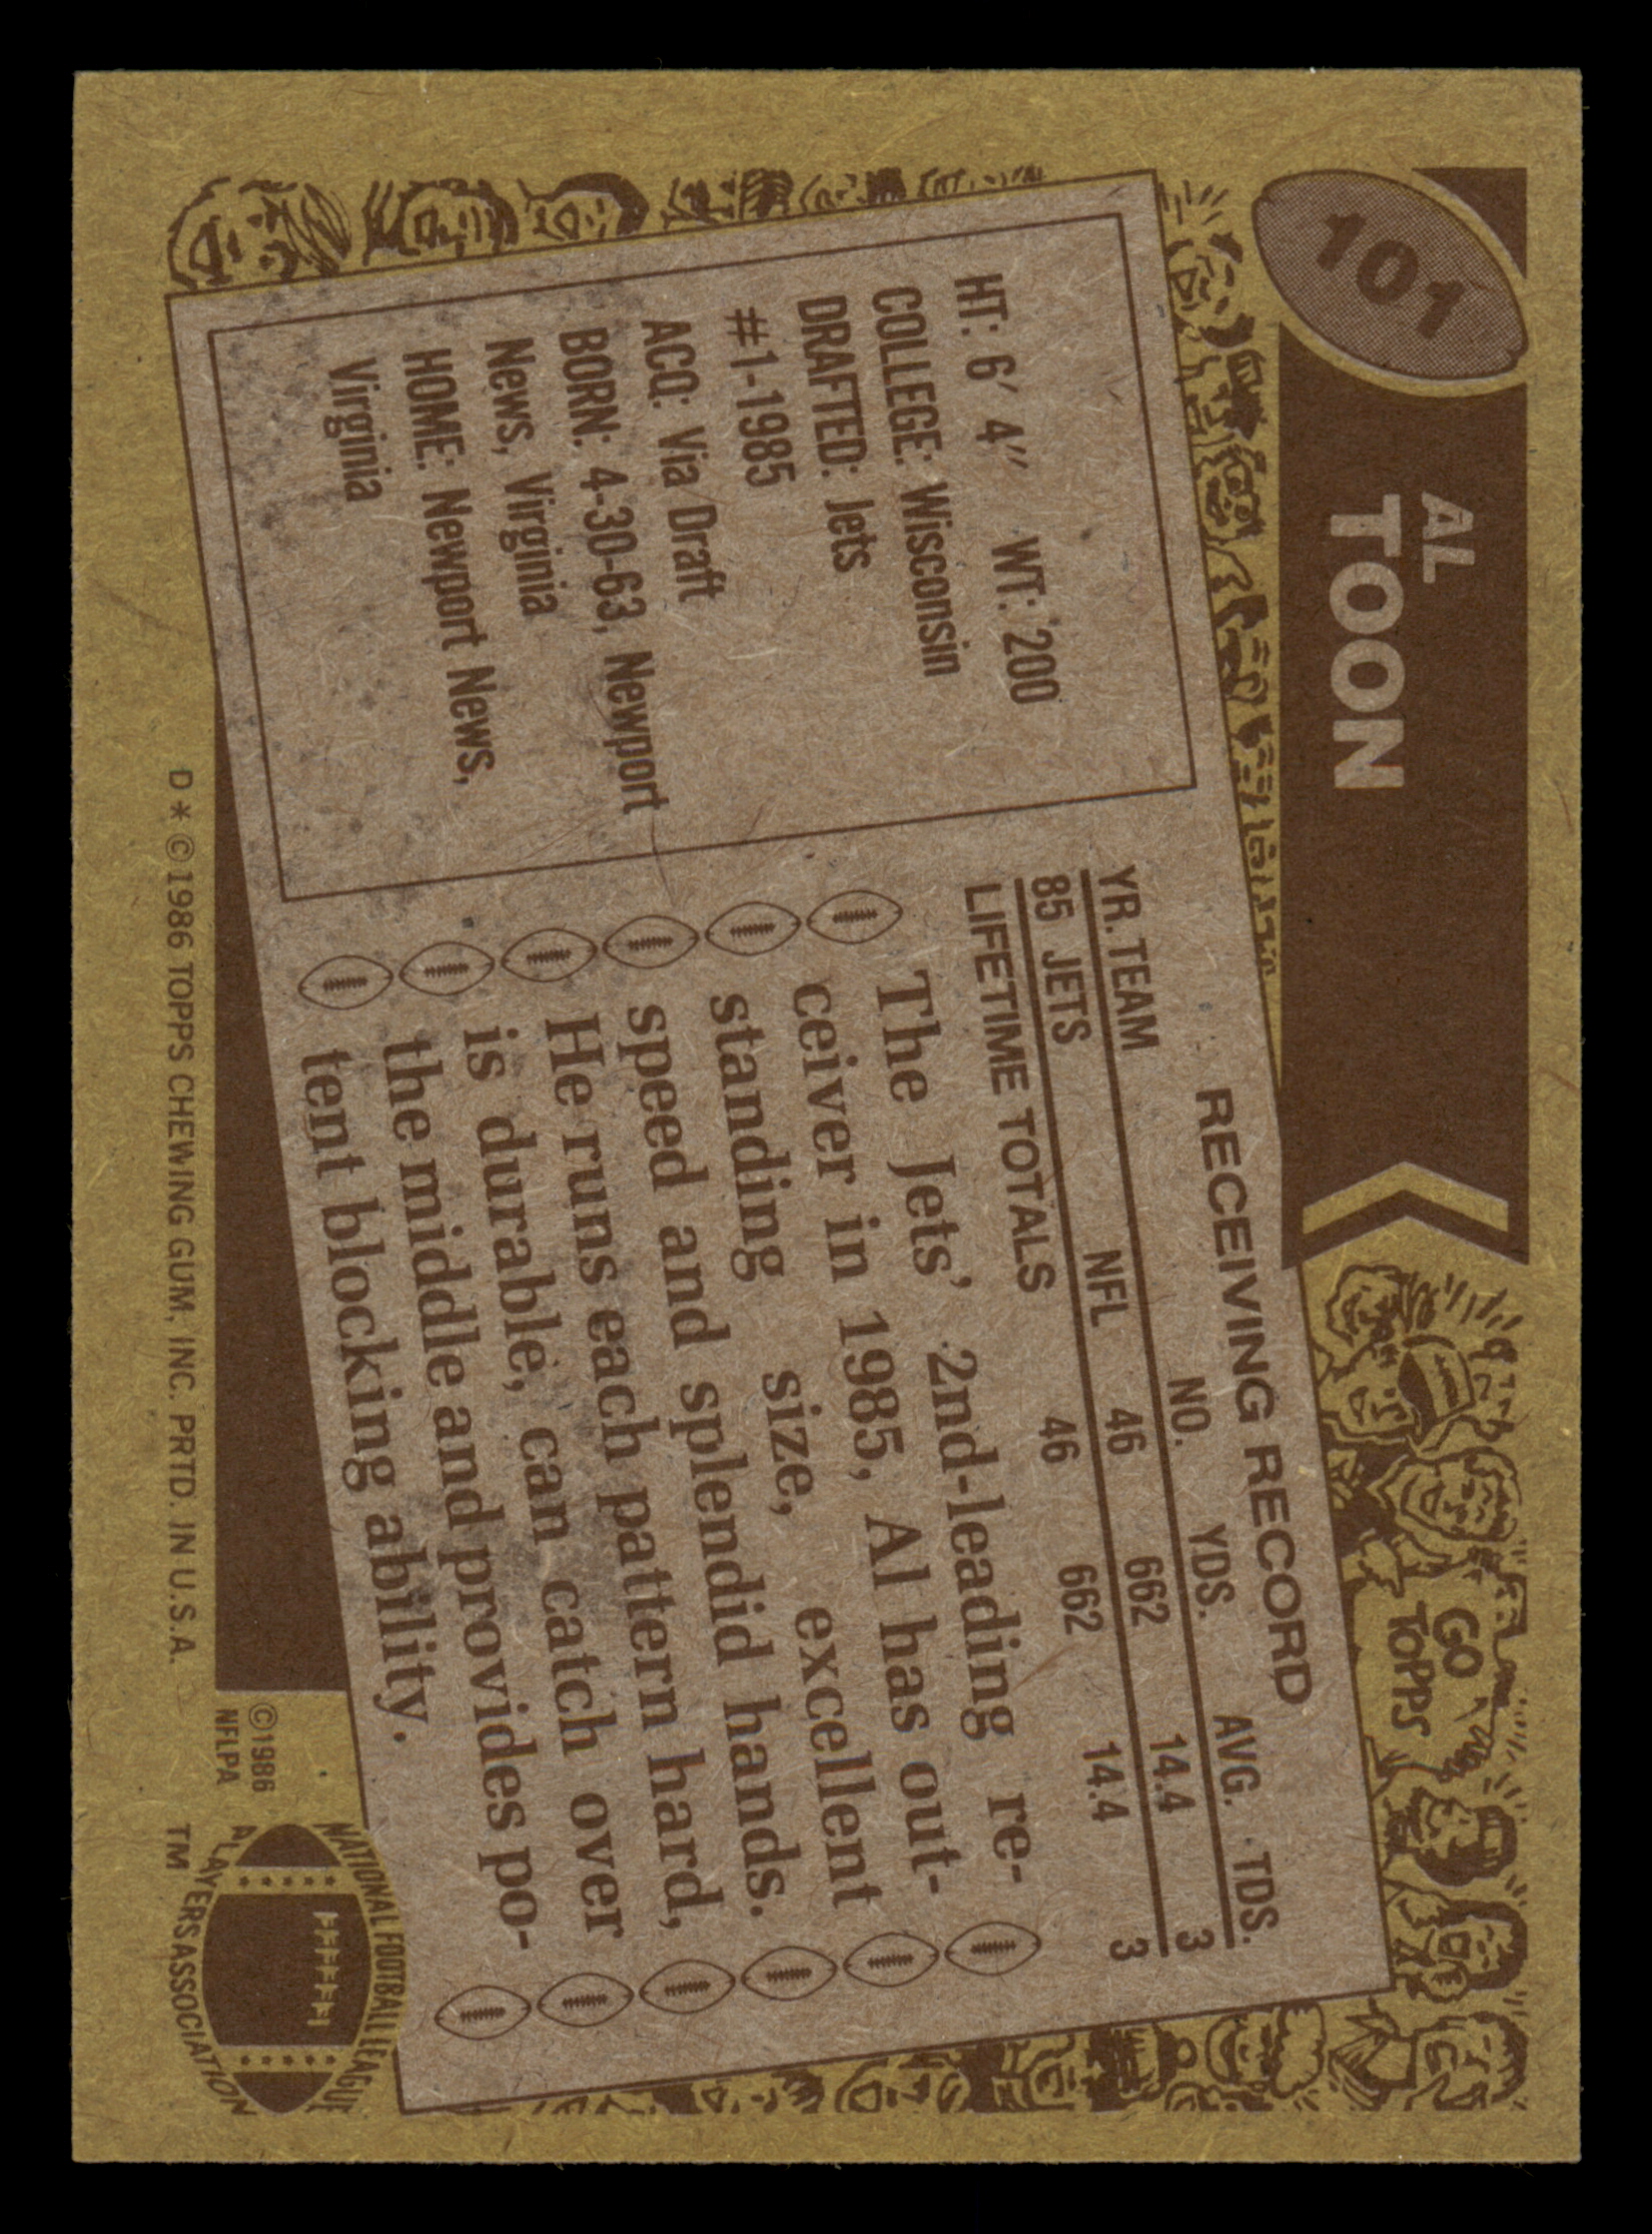 101
AL
TOON
GO
TOPPS
HT: 6' 4" WT: 200
COLLEGE: Wisconsin
DRAFTED: Jets
#1-1985
ACQ: Via Draft
BORN: 4-30-63, Newport
News, Virginia
HOME: Newport News,
Virginia
RECEIVING RECORD
YR. TEAM NO. YDS. AVG. TDS.
85 JETS NFL 46 662 14.4 3
LIFETIME TOTALS 46 662 14.4 3
The Jets' 2nd-leading re-
ceiver in 1985, Al has out-
standing size, excellent
speed and splendid hands.
He runs each pattern hard,
is durable, can catch over
the middle and provides po-
tent blocking ability.
©1986
NFLPA
NATIONAL FOOTBALL LEAGUE
PLAYERS ASSOCIATION
TM
D * © 1986 TOPPS CHEWING GUM, INC. PRTD. IN U.S.A.